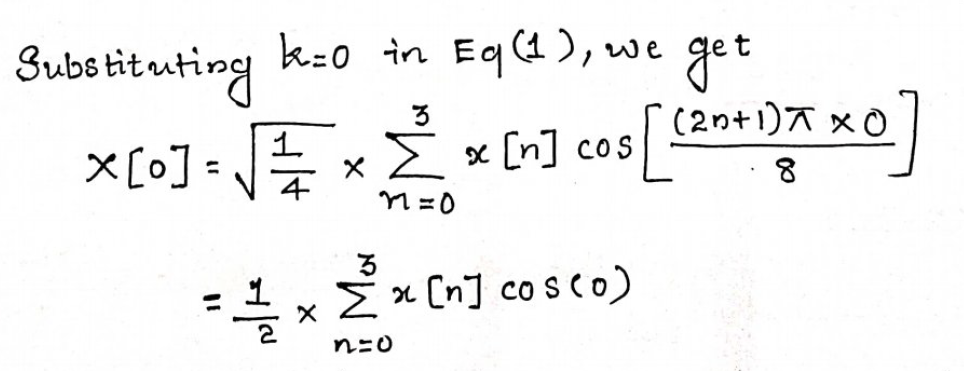 Substituting k=0 in Eq(1), we get
X[0] = √(1/4) × Σ_{n=0}^{3} x[n] cos[((2n+1)π × 0)/8]
= 1/2 × Σ_{n=0}^{3} x[n] cos(0)